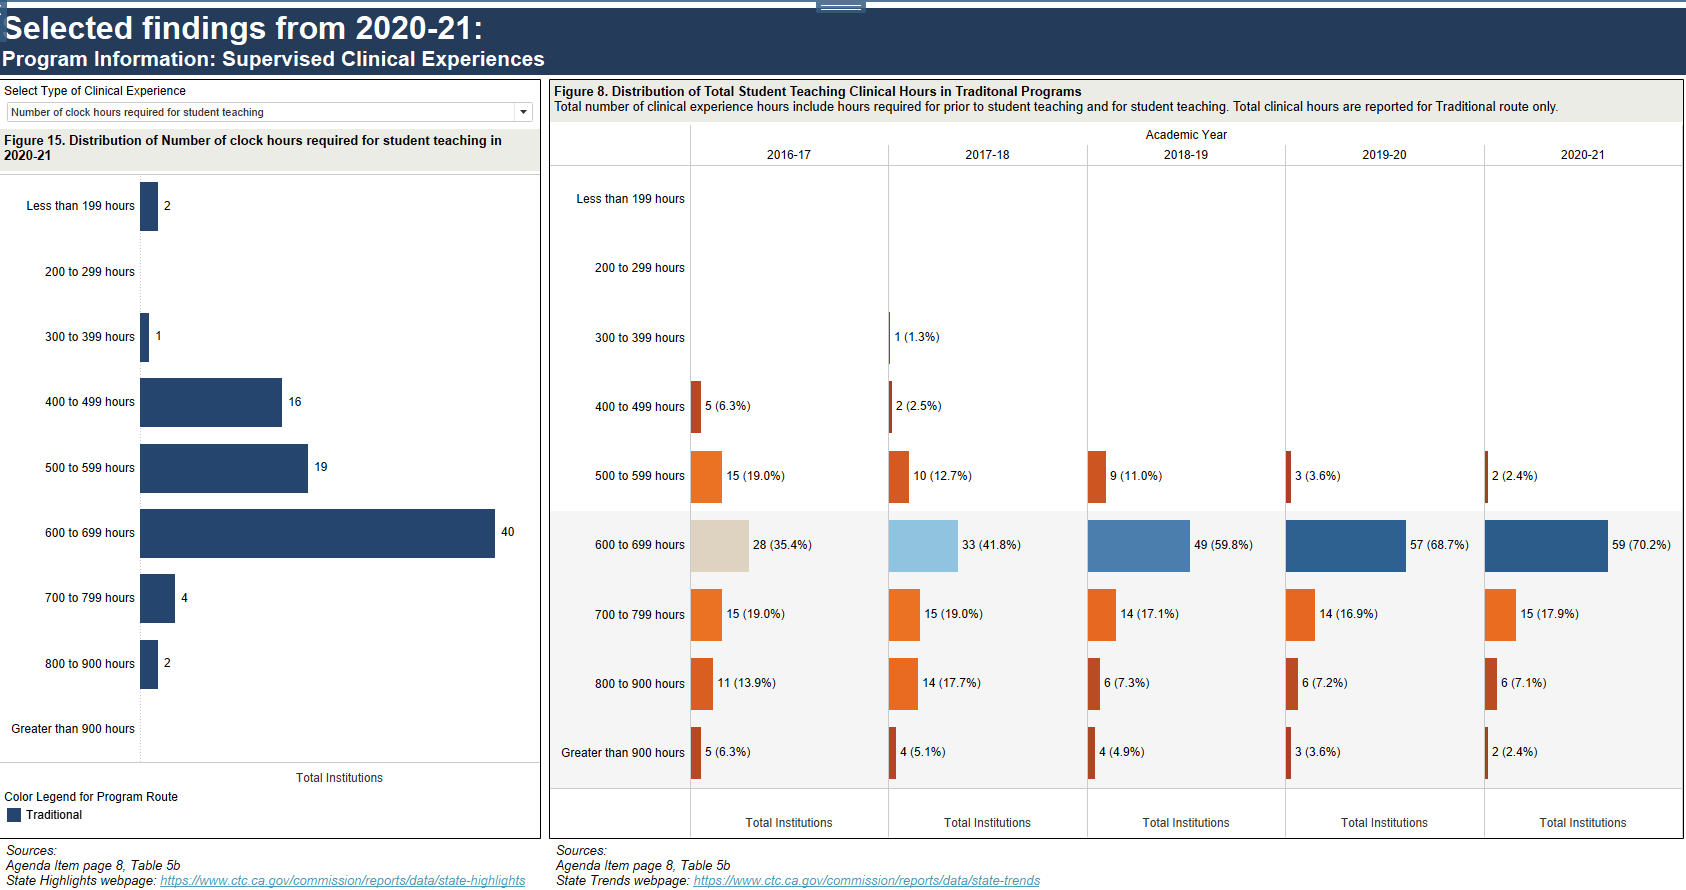 Selected findings from 2020-21:
Program Information: Supervised Clinical Experiences
Select Type of Clinical Experience
Number of clock hours required for student teaching
Figure 15. Distribution of Number of clock hours required for student teaching in
2020-21
Less than 199 hours 2
200 to 299 hours
300 to 399 hours 1
400 to 499 hours 16
500 to 599 hours 19
600 to 699 hours 40
700 to 799 hours 4
800 to 900 hours 2
Greater than 900 hours
Total Institutions
Color Legend for Program Route
Traditional
Sources:
Agenda Item page 8, Table 5b
State Highlights webpage: https://www.ctc.ca.gov/commission/reports/data/state-highlights
Figure 8. Distribution of Total Student Teaching Clinical Hours in Traditonal Programs
Total number of clinical experience hours include hours required for prior to student teaching and for student teaching. Total clinical hours are reported for Traditional route only.
Academic Year
2016-17 2017-18 2018-19 2019-20 2020-21
Less than 199 hours
200 to 299 hours
300 to 399 hours 1 (1.3%)
400 to 499 hours 5 (6.3%) 2 (2.5%)
500 to 599 hours 15 (19.0%) 10 (12.7%) 9 (11.0%) 3 (3.6%) 2 (2.4%)
600 to 699 hours 28 (35.4%) 33 (41.8%) 49 (59.8%) 57 (68.7%) 59 (70.2%)
700 to 799 hours 15 (19.0%) 15 (19.0%) 14 (17.1%) 14 (16.9%) 15 (17.9%)
800 to 900 hours 11 (13.9%) 14 (17.7%) 6 (7.3%) 6 (7.2%) 6 (7.1%)
Greater than 900 hours 5 (6.3%) 4 (5.1%) 4 (4.9%) 3 (3.6%) 2 (2.4%)
Total Institutions Total Institutions Total Institutions Total Institutions Total Institutions
Sources:
Agenda Item page 8, Table 5b
State Trends webpage: https://www.ctc.ca.gov/commission/reports/data/state-trends